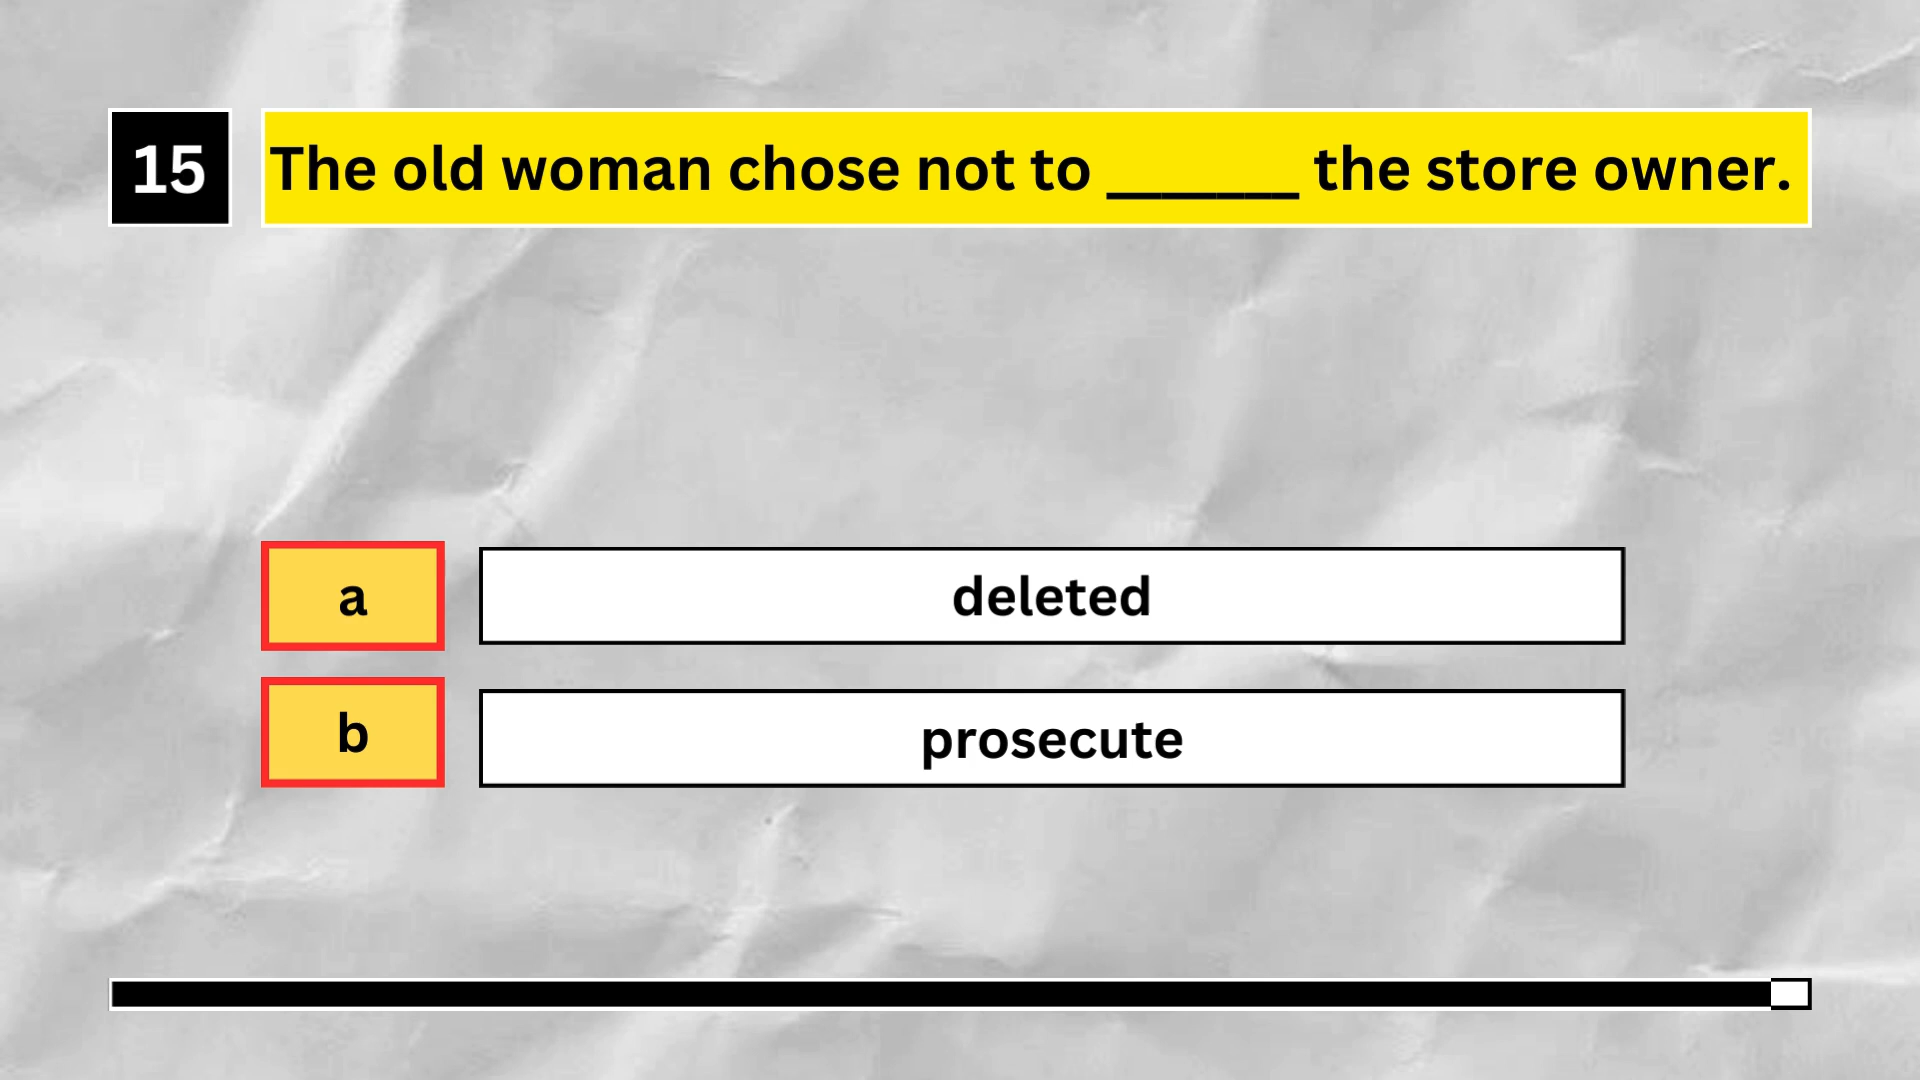 15
The old woman chose not to _______ the store owner.
a
deleted
b
prosecute